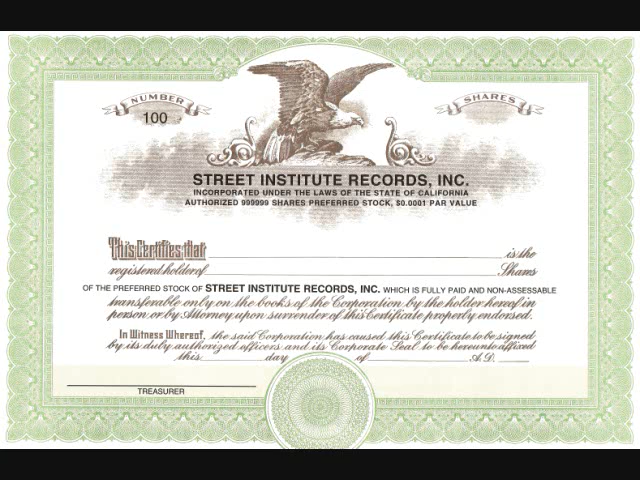 NUMBER
100
SHARES
STREET INSTITUTE RECORDS, INC.
INCORPORATED UNDER THE LAWS OF THE STATE OF CALIFORNIA
AUTHORIZED 999999 SHARES PREFERRED STOCK, $0.0001 PAR VALUE
This Certifies that is the
registered holder of Shares
OF THE PREFERRED STOCK OF STREET INSTITUTE RECORDS, INC. WHICH IS FULLY PAID AND NON-ASSESSABLE
transferable only on the books of the Corporation by the holder hereof in
person or by Attorney upon surrender of this Certificate properly endorsed.
In Witness Whereof, the said Corporation has caused this Certificate to be signed
by its duly authorized officers and its Corporate Seal to be hereunto affixed
this day of A.D.
TREASURER